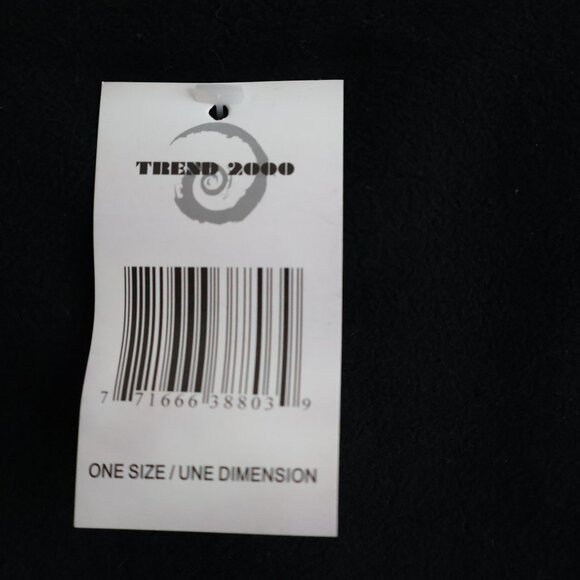 TREND 2000
7 71666 38803 9
ONE SIZE / UNE DIMENSION